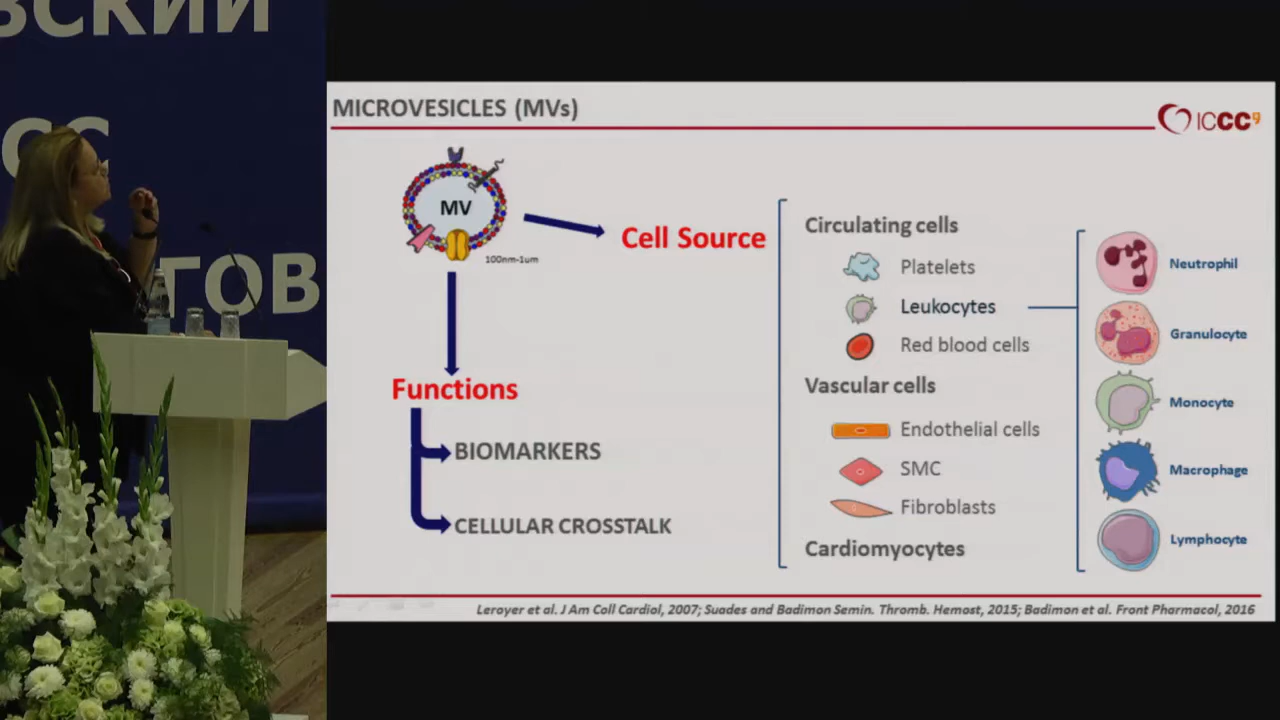 ВСКИЙ
СС
ТОВ
MICROVESICLES (MVs)
ICCC9
MV
100nm-1um
Cell Source
Functions
BIOMARKERS
CELLULAR CROSSTALK
Circulating cells
Platelets
Leukocytes
Red blood cells
Vascular cells
Endothelial cells
SMC
Fibroblasts
Cardiomyocytes
Neutrophil
Granulocyte
Monocyte
Macrophage
Lymphocyte
Leroyer et al. J Am Coll Cardiol, 2007; Suades and Badimon Semin. Thromb. Hemost, 2015; Badimon et al. Front Pharmacol, 2016